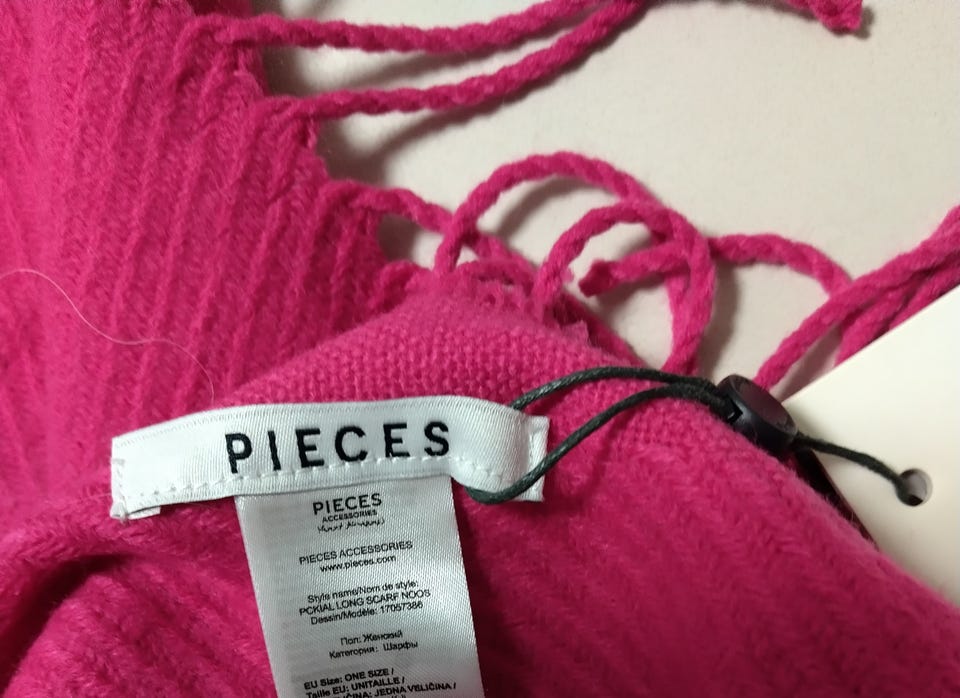 PIECES
PIECES
ACCESSORIES
PIECES ACCESSORIES
www.pieces.com
Style name/Nom de style:
PCKIAL LONG SCARF NOOS
Dessin/Modèle: 17057386
Пол: Женский
Категория: Шарфы
EU Size: ONE SIZE /
Taille EU: UNITAILLE /
JEDNA VELIČINA /